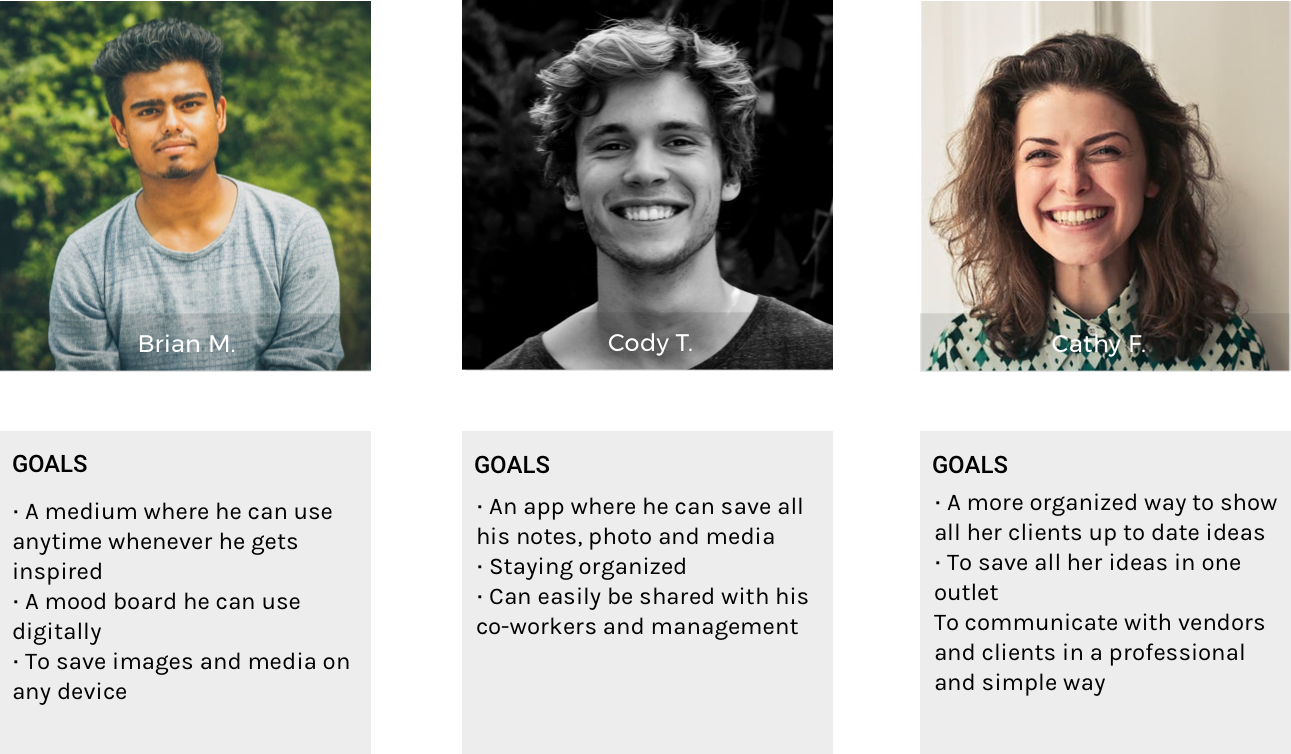 Brian M.
Cody T.
Cathy F.
GOALS
· A medium where he can use
anytime whenever he gets
inspired
· A mood board he can use
digitally
· To save images and media on
any device
GOALS
· An app where he can save all
his notes, photo and media
· Staying organized
· Can easily be shared with his
co-workers and management
GOALS
· A more organized way to show
all her clients up to date ideas
· To save all her ideas in one
outlet
To communicate with vendors
and clients in a professional
and simple way